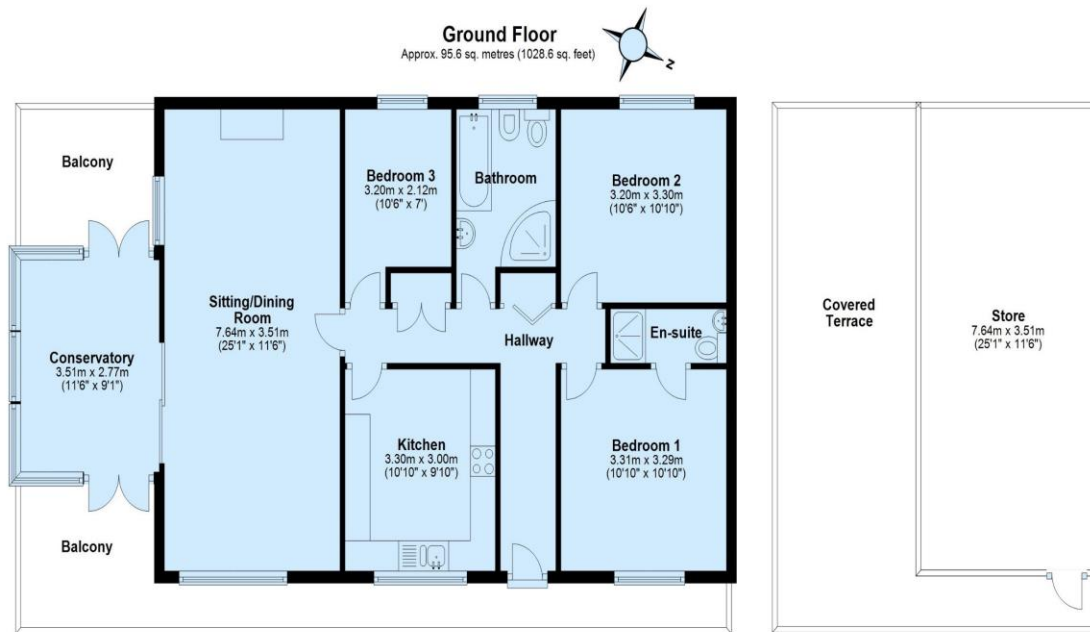 Ground Floor
Approx. 95.6 sq. metres (1028.6 sq. feet)
N
Balcony
Bedroom 3
3.20m x 2.12m
(10'6" x 7')
Bathroom
Bedroom 2
3.20m x 3.30m
(10'6" x 10'10")
Sitting/Dining
Room
7.64m x 3.51m
(25'1" x 11'6")
Conservatory
3.51m x 2.77m
(11'6" x 9'1")
Hallway
En-suite
Covered
Terrace
Store
7.64m x 3.51m
(25'1" x 11'6")
Kitchen
3.30m x 3.00m
(10'10" x 9'10")
Bedroom 1
3.31m x 3.29m
(10'10" x 10'10")
Balcony